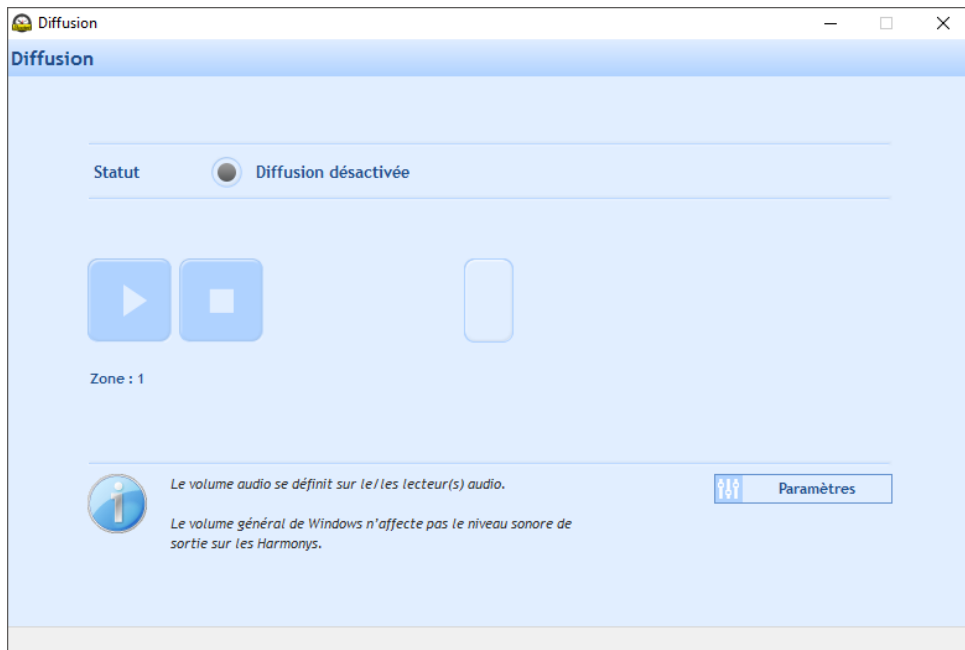 Diffusion
Diffusion
Statut
Diffusion désactivée
Zone : 1
Le volume audio se définit sur le/les lecteur(s) audio.
Le volume général de Windows n’affecte pas le niveau sonore de
sortie sur les Harmonys.
Paramètres